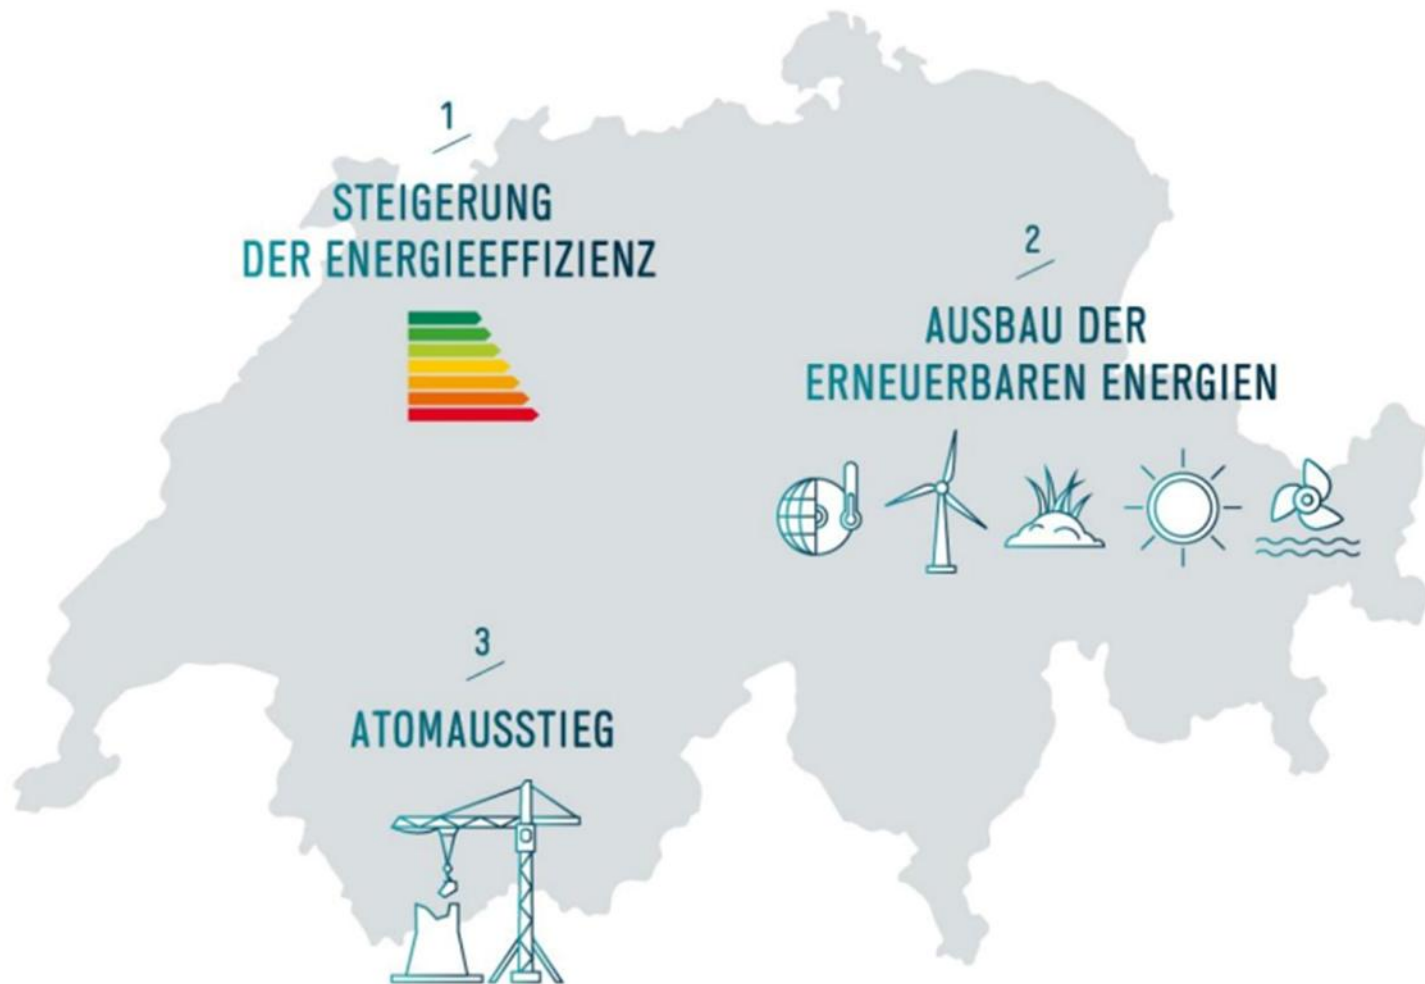 1
STEIGERUNG
DER ENERGIEEFFIZIENZ
2
AUSBAU DER
ERNEUERBAREN ENERGIEN
3
ATOMAUSSTIEG